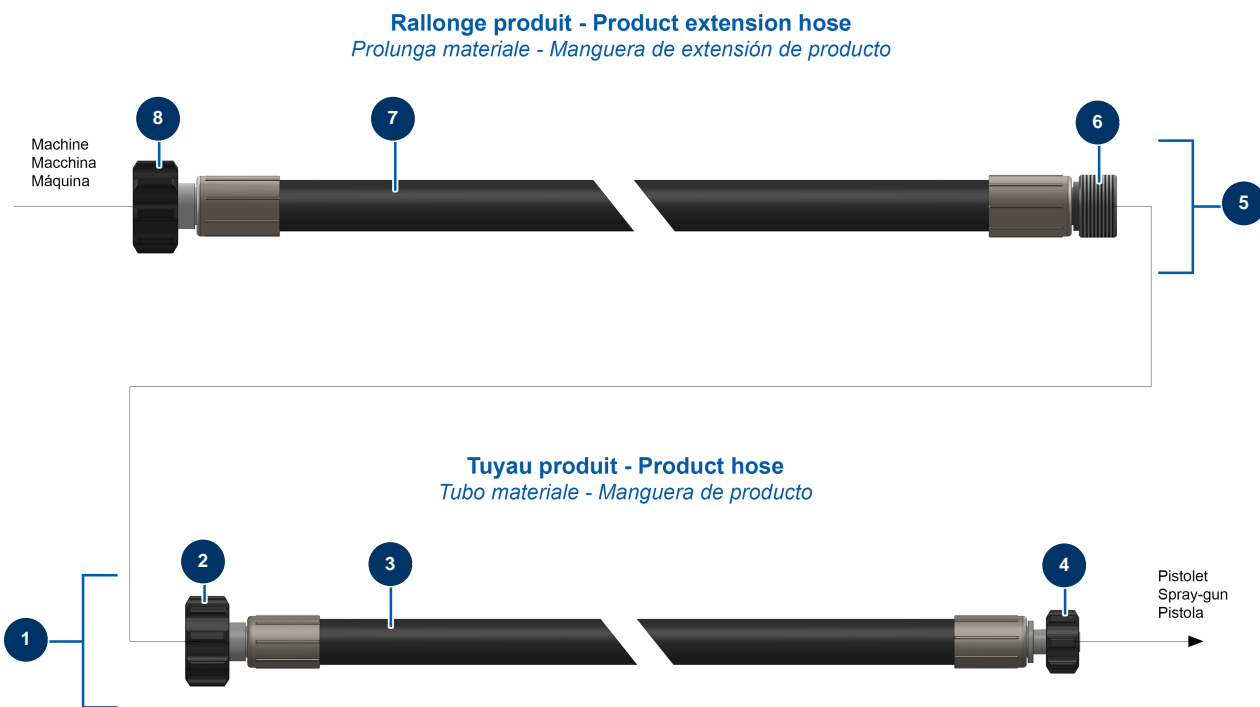 Rallonge produit - Product extension hose
Prolunga materiale - Manguera de extensión de producto
8
7
6
Machine
Macchina
Máquina
5
Tuyau produit - Product hose
Tubo materiale - Manguera de producto
2
3
4
Pistolet
Spray-gun
Pistola
1